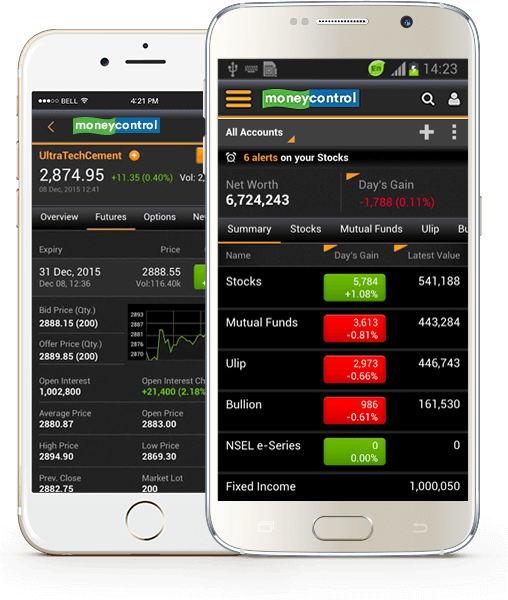 BELL
4:21 PM
moneycontrol
UltraTechCement
2,874.95
+11.35 (0.40%) Vol: 2
08 Dec, 2015 12:41
Overview Futures Options Ne
Expiry Price
31 Dec, 2015 2888.55
Dec 08, 12:36 Vol:116.40k
Bid Price (Qty.)
2888.15 (200)
Offer Price (Qty.)
2889.85 (200)
2893
2887
2881
2876
2870
Open Interest Open Interest Ch
1,002,800 +21,400 (2.18%
Average Price Open Price
2880.87 2883.00
High Price Low Price
2894.90 2869.30
Prev. Close Market Lot
2882.75 200
En 14:23
moneycontrol
All Accounts
6 alerts on your Stocks
Net Worth Day's Gain
6,724,243 -1,788 (0.11%)
Summary Stocks Mutual Funds Ulip Bu
Name Day's Gain Latest Value
Stocks 5,784 541,188
+1.08%
Mutual Funds 3,613 443,284
-0.81%
Ulip 2,973 446,743
-0.66%
Bullion 986 161,530
-0.61%
NSEL e-Series 0 0
0.00%
Fixed Income 1,000,050